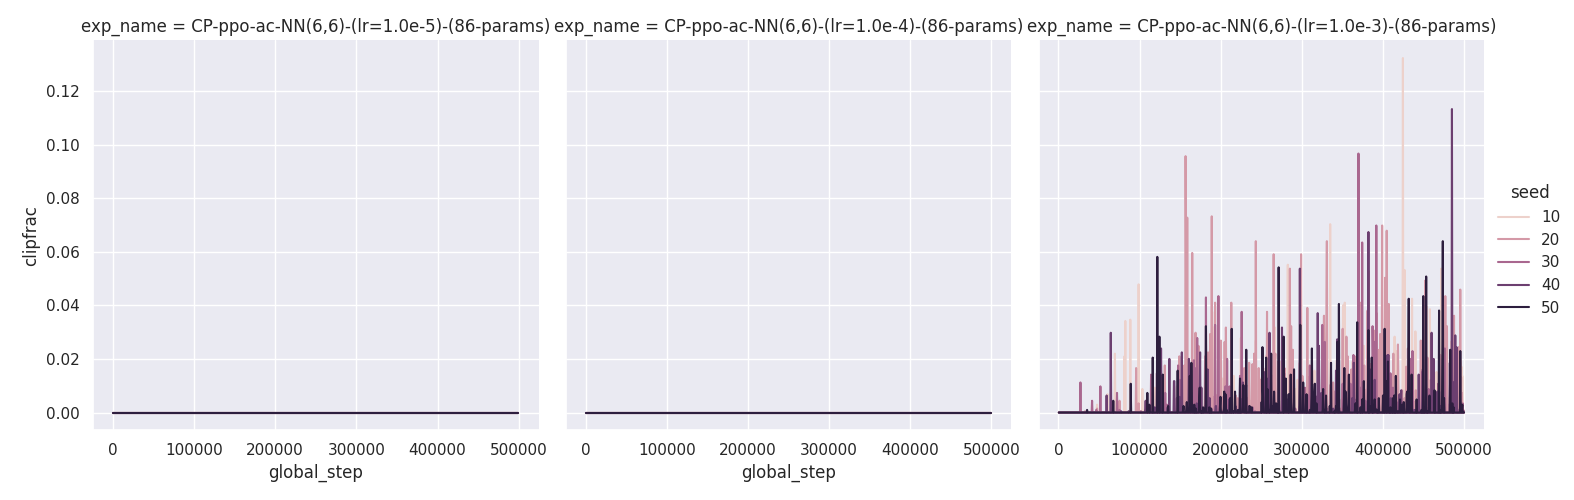 exp_name = CP-ppo-ac-NN(6,6)-(lr=1.0e-5)-(86-params)
exp_name = CP-ppo-ac-NN(6,6)-(lr=1.0e-4)-(86-params)
exp_name = CP-ppo-ac-NN(6,6)-(lr=1.0e-3)-(86-params)
clipfrac
0.12
0.10
0.08
0.06
0.04
0.02
0.00
0 100000 200000 300000 400000 500000
global_step
0 100000 200000 300000 400000 500000
global_step
0 100000 200000 300000 400000 500000
global_step
seed
10
20
30
40
50